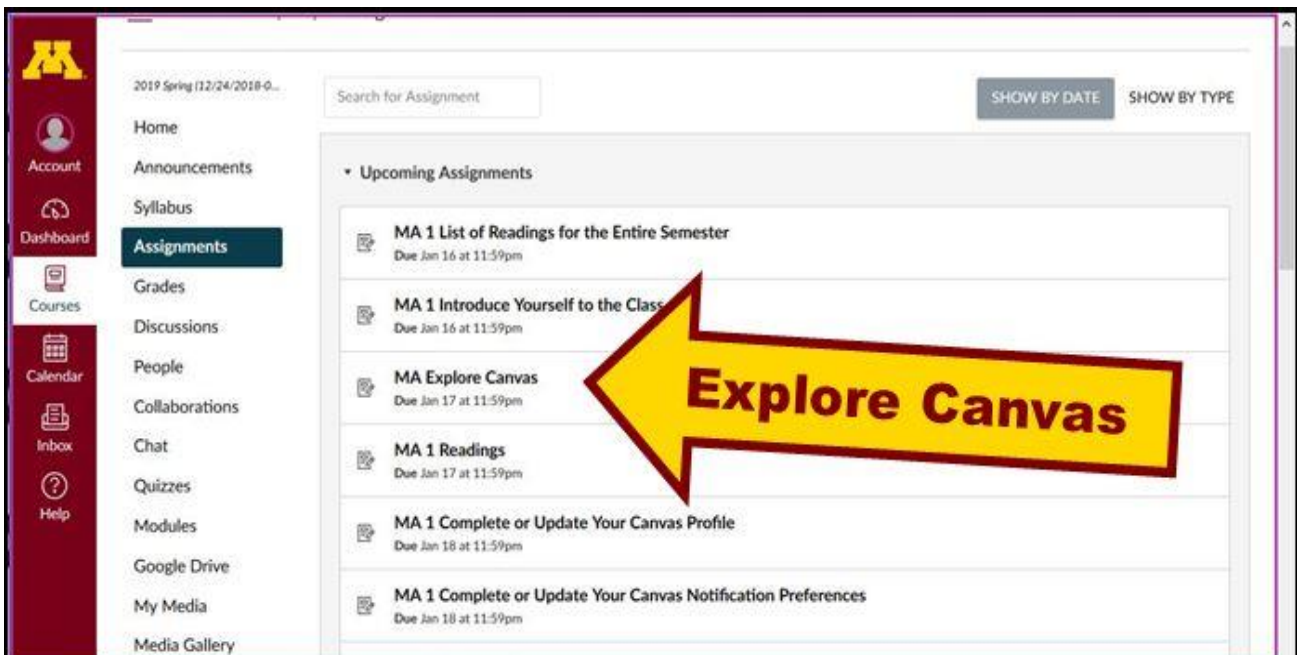 2019 Spring (12/24/2018-0...
Search for Assignment
SHOW BY DATE
SHOW BY TYPE
Account
Dashboard
Courses
Calendar
Inbox
Help
Home
Announcements
Syllabus
Assignments
Grades
Discussions
People
Collaborations
Chat
Quizzes
Modules
Google Drive
My Media
Media Gallery
Upcoming Assignments
MA 1 List of Readings for the Entire Semester
Due Jan 16 at 11:59pm
MA 1 Introduce Yourself to the Class
Due Jan 16 at 11:59pm
MA Explore Canvas
Due Jan 17 at 11:59pm
MA 1 Readings
Due Jan 17 at 11:59pm
MA 1 Complete or Update Your Canvas Profile
Due Jan 18 at 11:59pm
MA 1 Complete or Update Your Canvas Notification Preferences
Due Jan 18 at 11:59pm
Explore Canvas